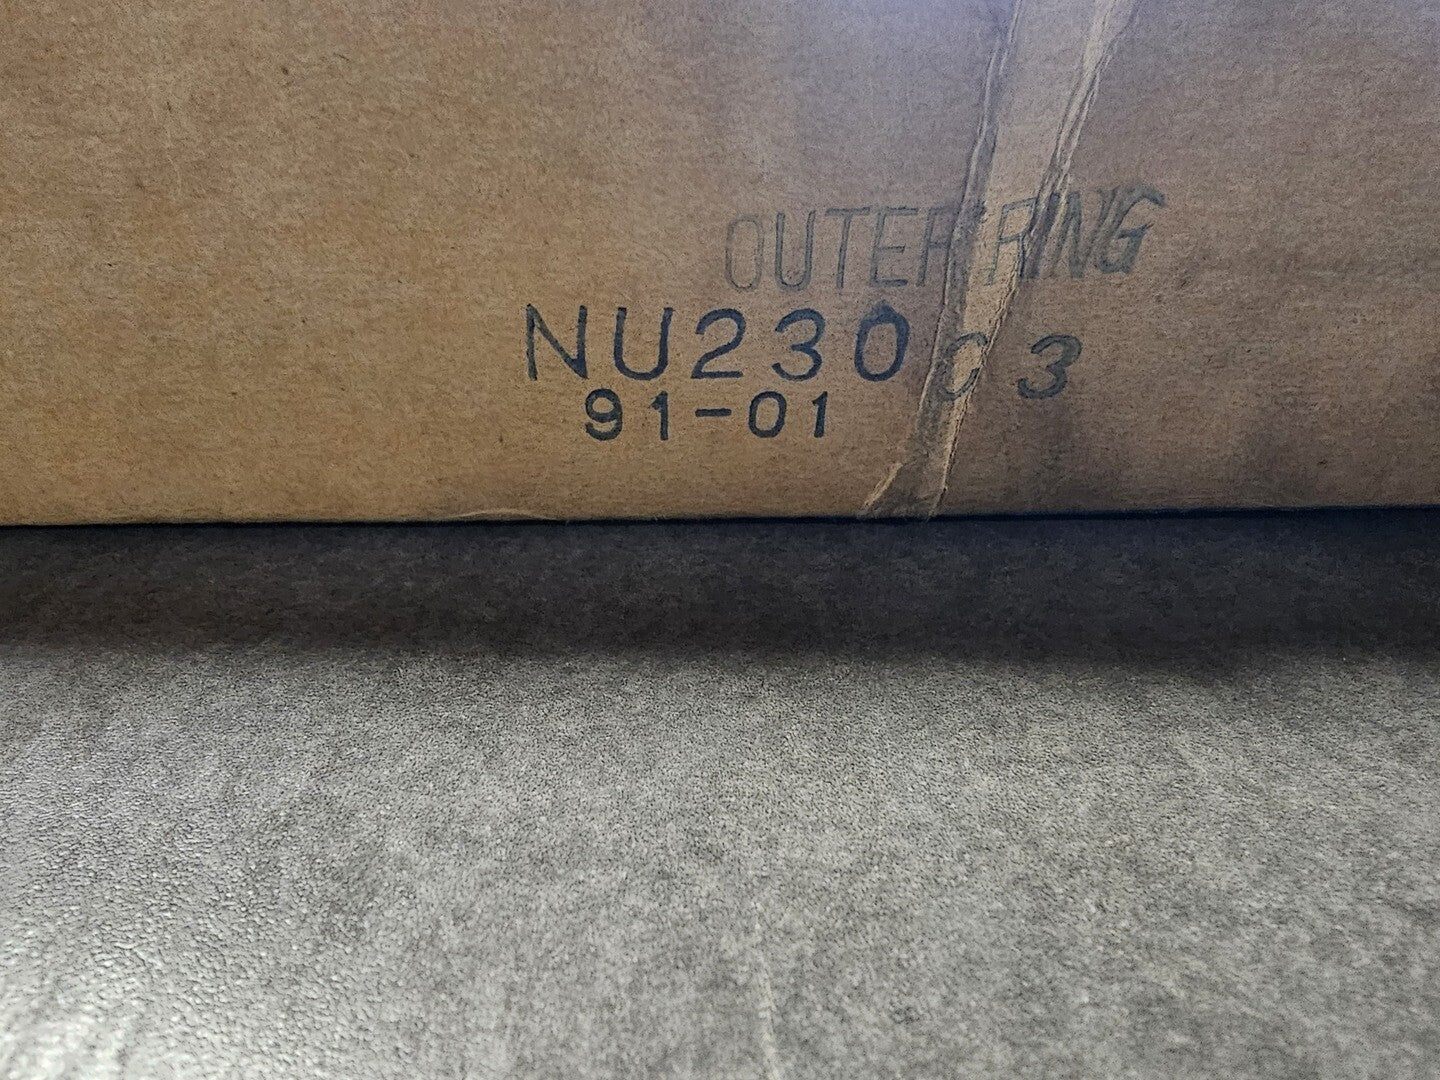 OUTER RING
NU230 C3
91-01